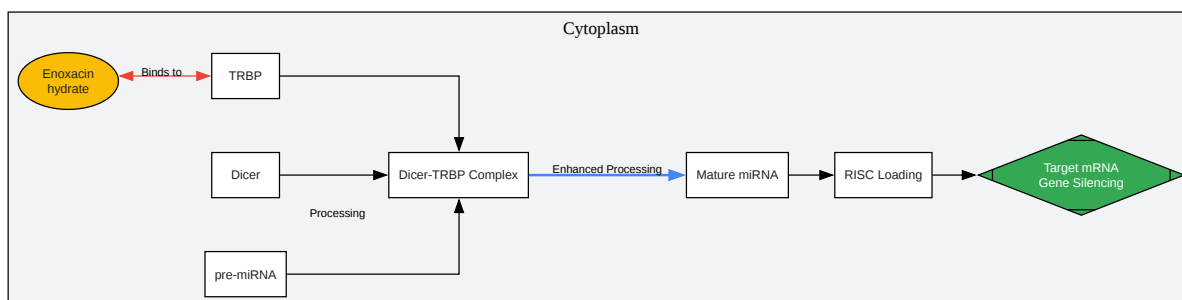 Cytoplasm
Enoxacin
hydrate
Binds to
TRBP
Dicer
Dicer-TRBP Complex
Enhanced Processing
Mature miRNA
RISC Loading
Target mRNA
Gene Silencing
Processing
pre-miRNA